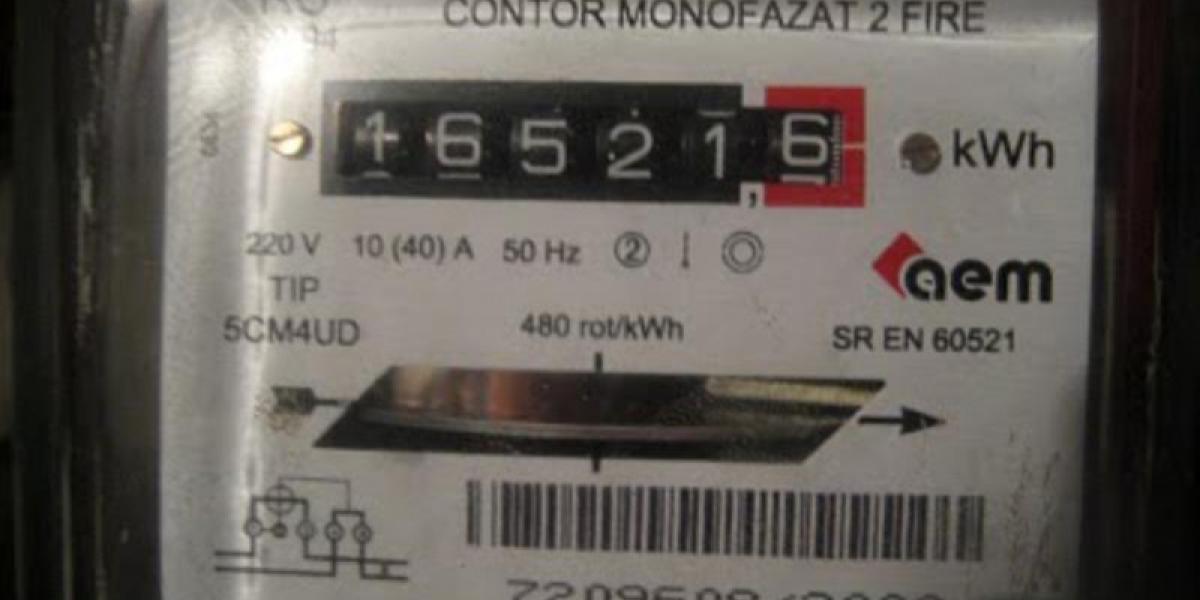 CONTOR MONOFAZAT 2 FIRE
16521,6 kWh
220 V 10 (40) A 50 Hz 2
aem
TIP
5CM4UD
480 rot/kWh
SR EN 60521